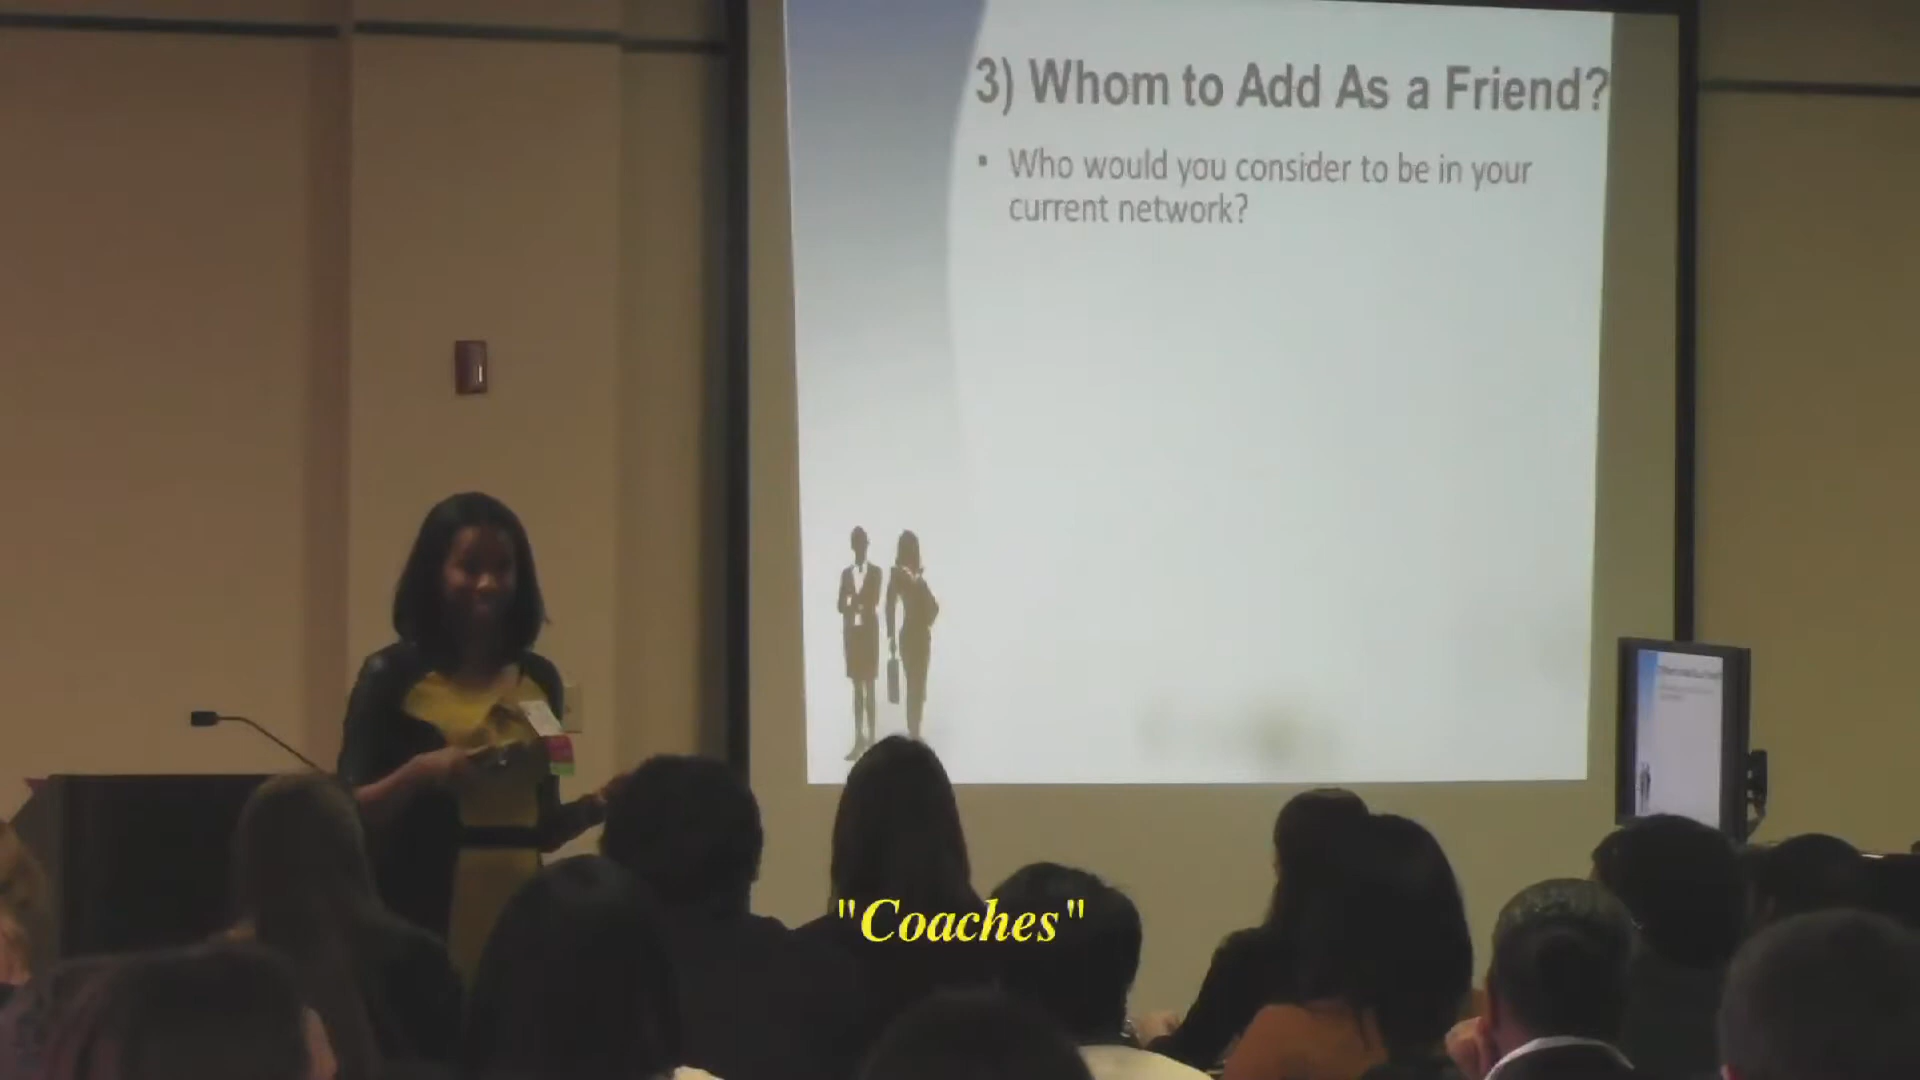 3) Whom to Add As a Friend?
▪ Who would you consider to be in your
current network?
"Coaches"